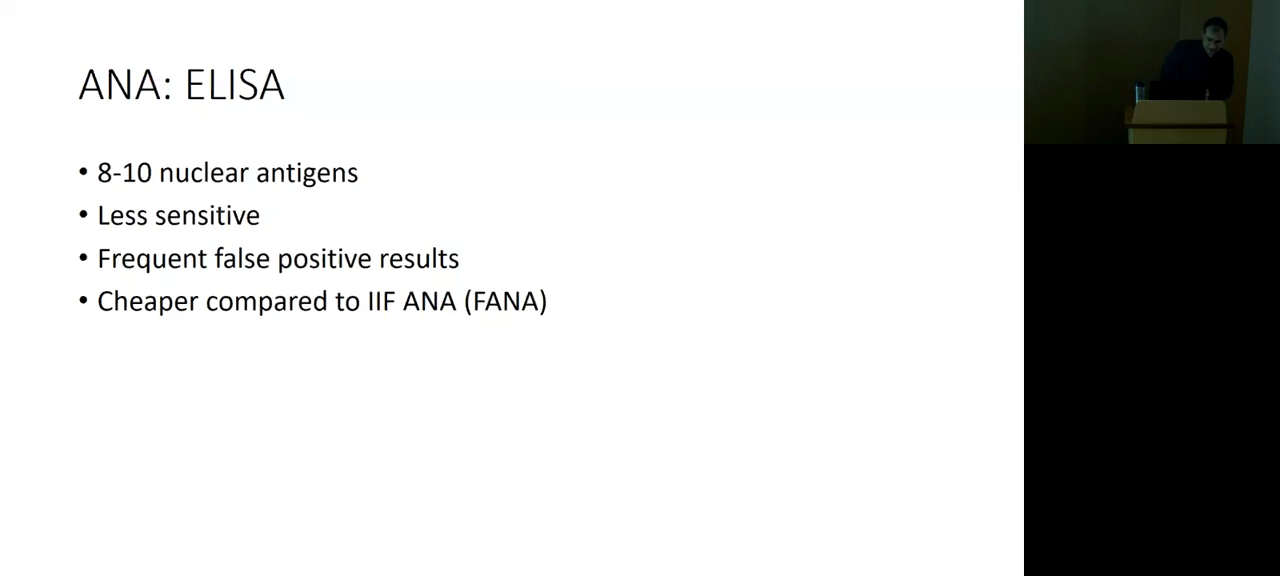 ANA: ELISA
• 8-10 nuclear antigens
• Less sensitive
• Frequent false positive results
• Cheaper compared to IIF ANA (FANA)